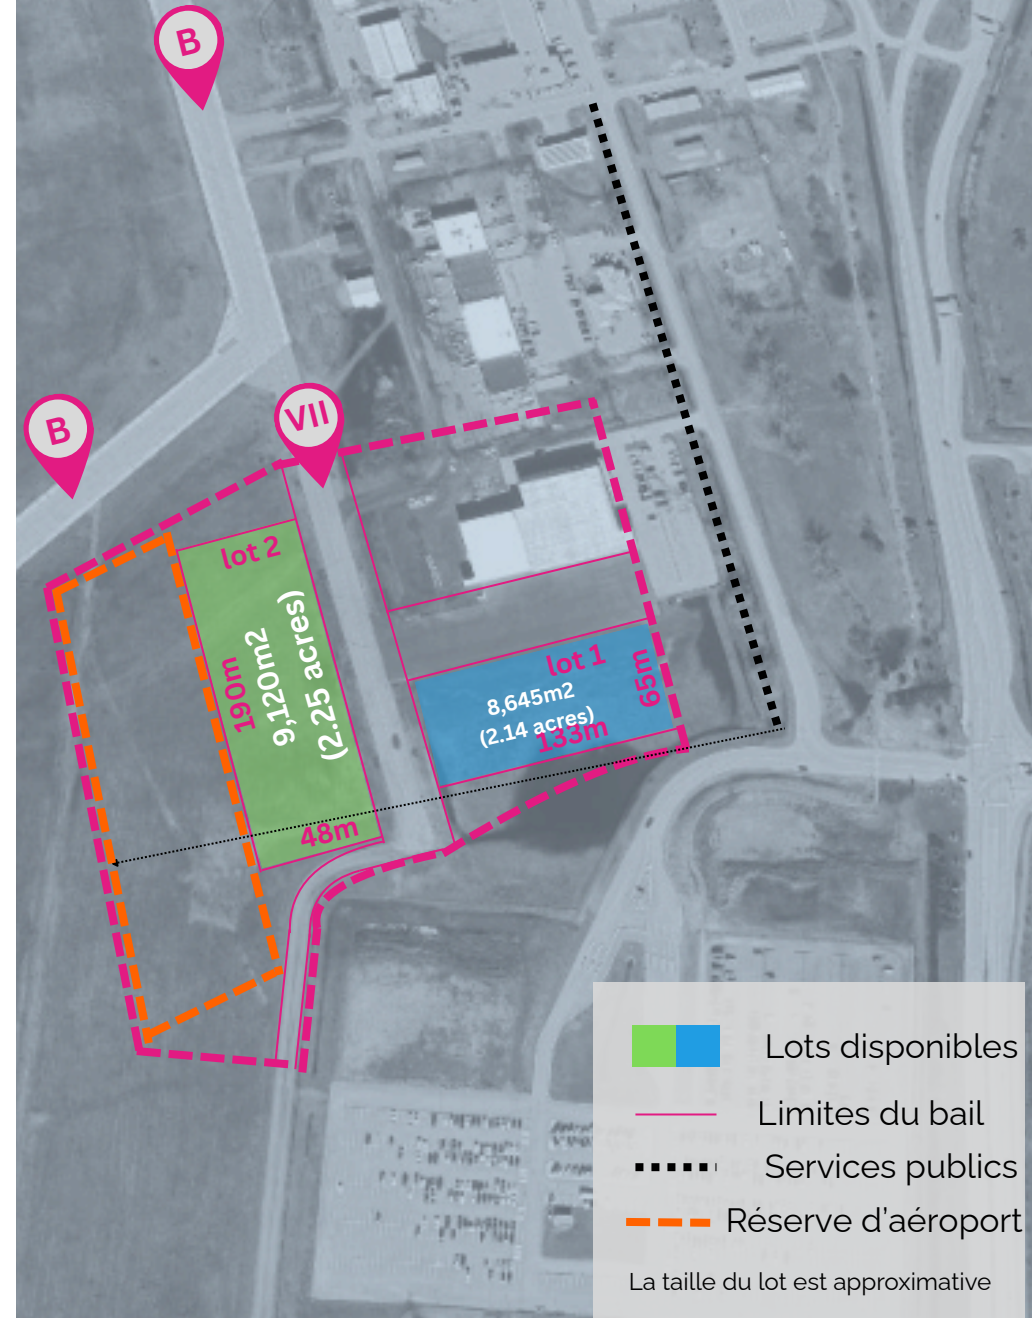 B
B
VII
lot 2
190m
9,120m2
(2.25 acres)
48m
lot 1
65m
8,645m2
(2.14 acres)
133m
Lots disponibles
Limites du bail
Services publics
Réserve d'aéroport
La taille du lot est approximative